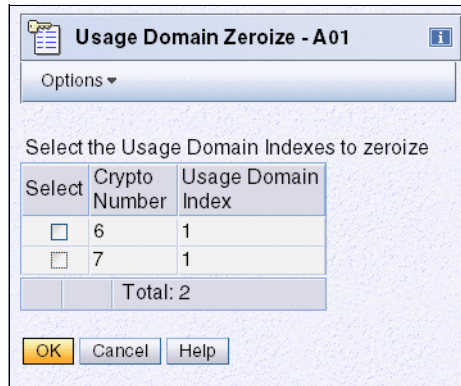 Usage Domain Zeroize - A01
Options
Select the Usage Domain Indexes to zeroize
Select Crypto Number Usage Domain Index
6 1
7 1
Total: 2
OK Cancel Help